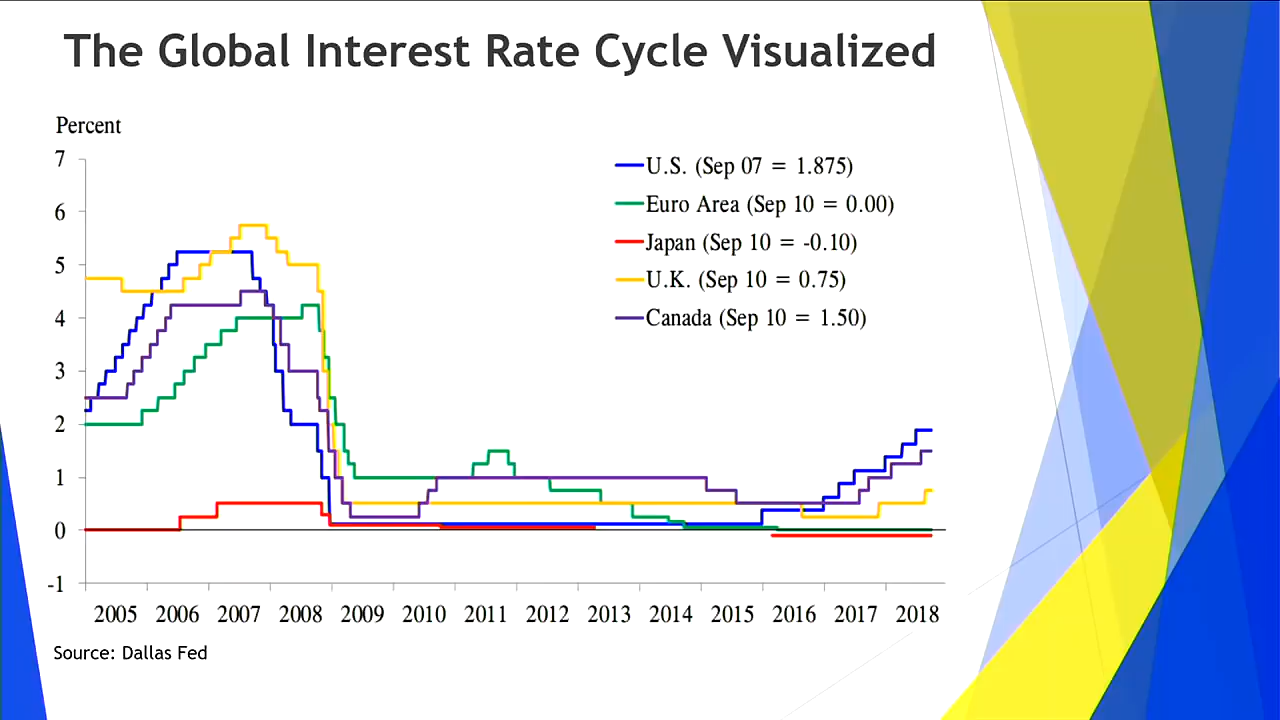 The Global Interest Rate Cycle Visualized
Percent
7
6
5
4
3
2
1
0
-1
U.S. (Sep 07 = 1.875)
Euro Area (Sep 10 = 0.00)
Japan (Sep 10 = -0.10)
U.K. (Sep 10 = 0.75)
Canada (Sep 10 = 1.50)
2005 2006 2007 2008 2009 2010 2011 2012 2013 2014 2015 2016 2017 2018
Source: Dallas Fed